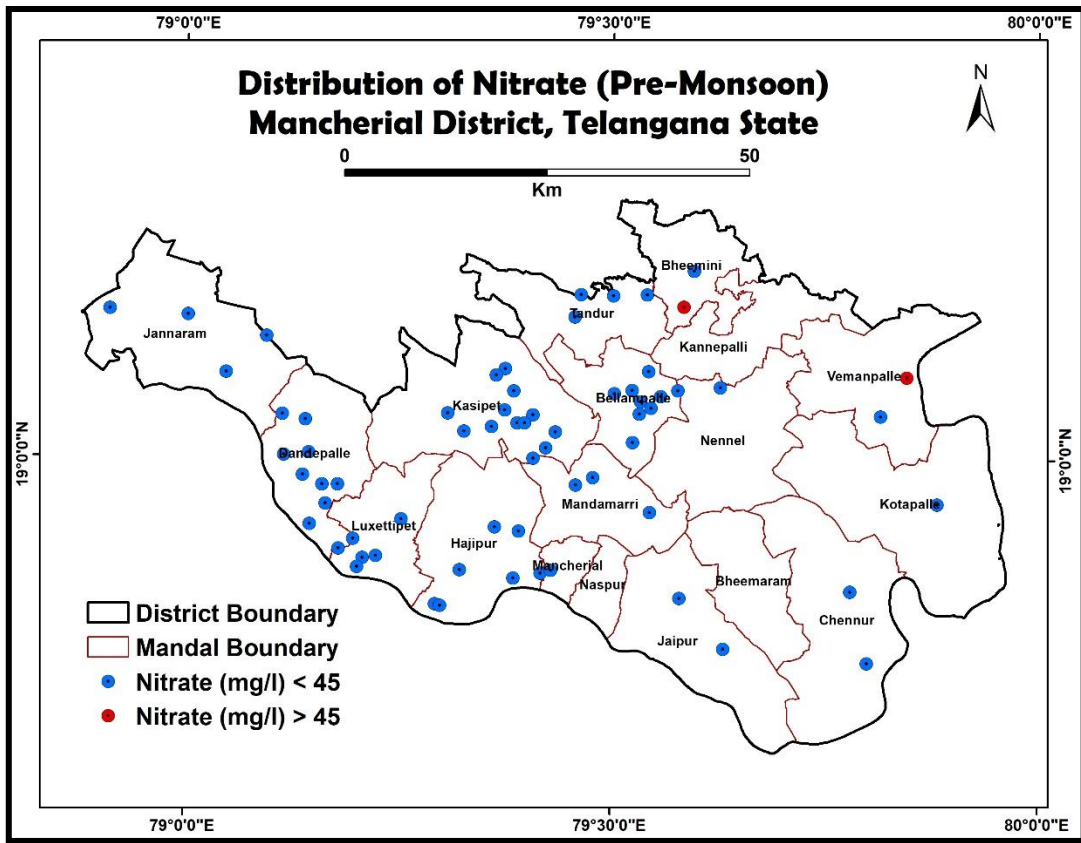 79°0'0"E
79°30'0"E
80°0'0"E
Distribution of Nitrate (Pre-Monsoon)
Mancherial District, Telangana State
N
0
50
Km
Bheemini
Tandur
Jannaram
Kannepalli
Vemanpalle
Kasipet
Bellampalle
Nennel
Dandepalle
19°0'0"N
19°0'0"N
Mandamarri
Kotapalle
Luxettipet
Hajipur
Mancherial
Naspur
Bheemaram
Chennur
Jaipur
District Boundary
Mandal Boundary
Nitrate (mg/l) < 45
Nitrate (mg/l) > 45
79°0'0"E
79°30'0"E
80°0'0"E